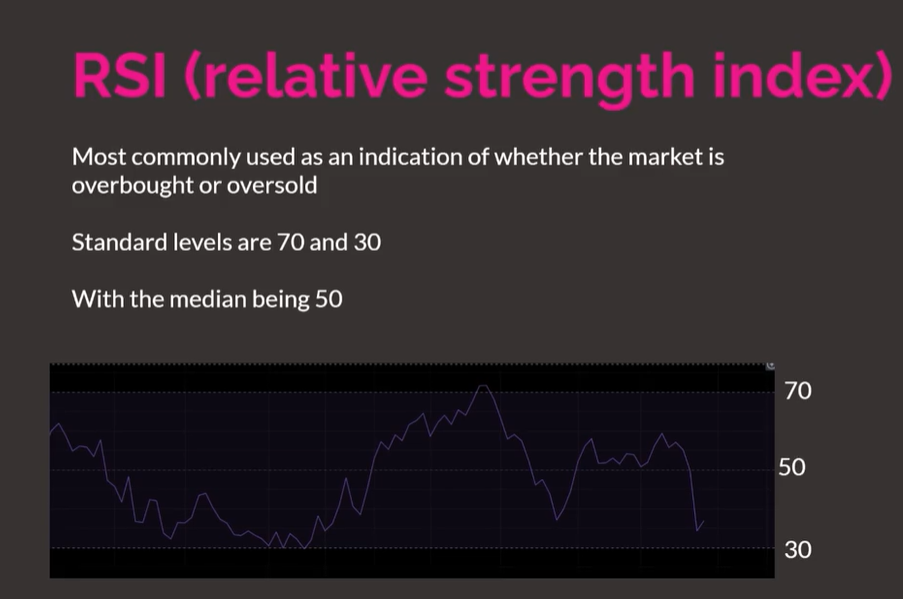 RSI (relative strength index)
Most commonly used as an indication of whether the market is
overbought or oversold
Standard levels are 70 and 30
With the median being 50
70
50
30